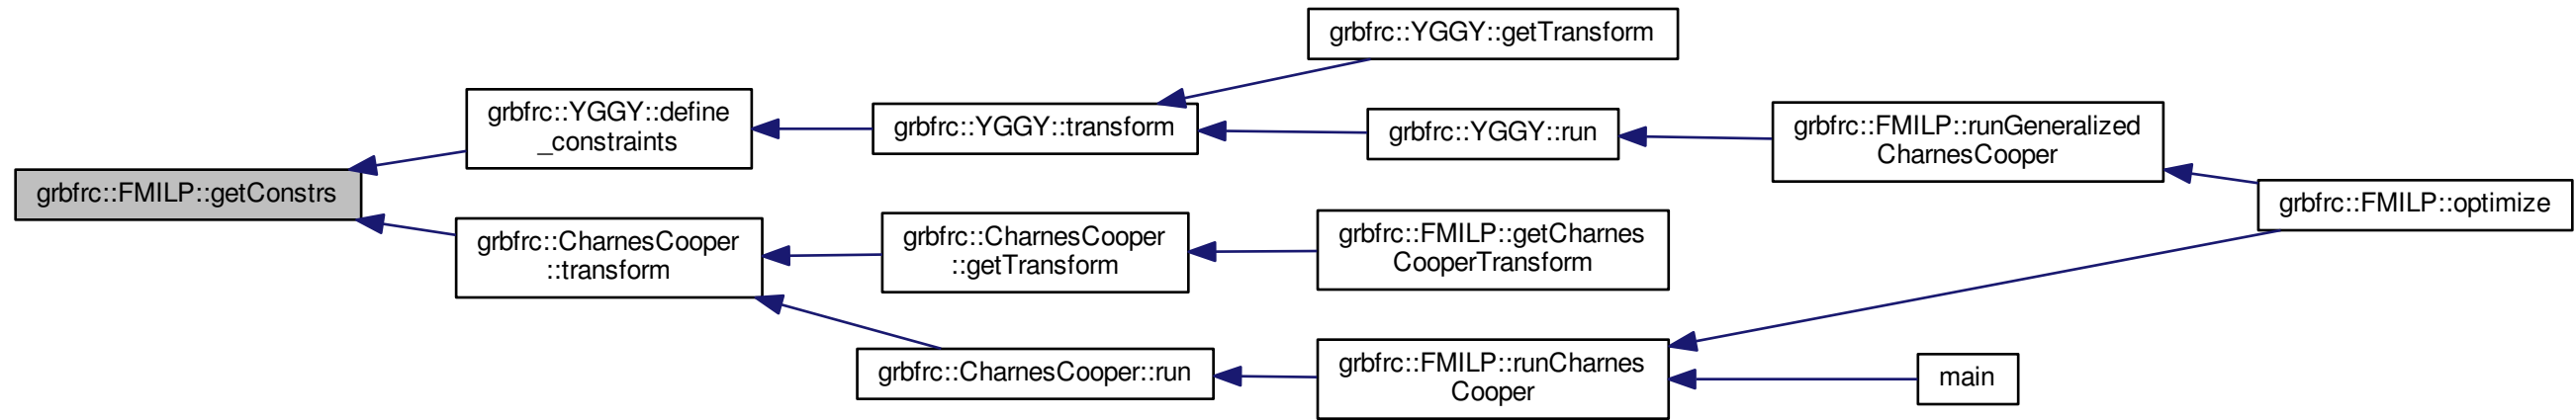 grbfrc::YGGY::getTransform
grbfrc::YGGY::define
_constraints
grbfrc::YGGY::transform
grbfrc::YGGY::run
grbfrc::FMILP::runGeneralized
CharnesCooper
grbfrc::FMILP::getConstrs
grbfrc::FMILP::optimize
grbfrc::CharnesCooper
::transform
grbfrc::CharnesCooper
::getTransform
grbfrc::FMILP::getCharnes
CooperTransform
grbfrc::CharnesCooper::run
grbfrc::FMILP::runCharnes
Cooper
main